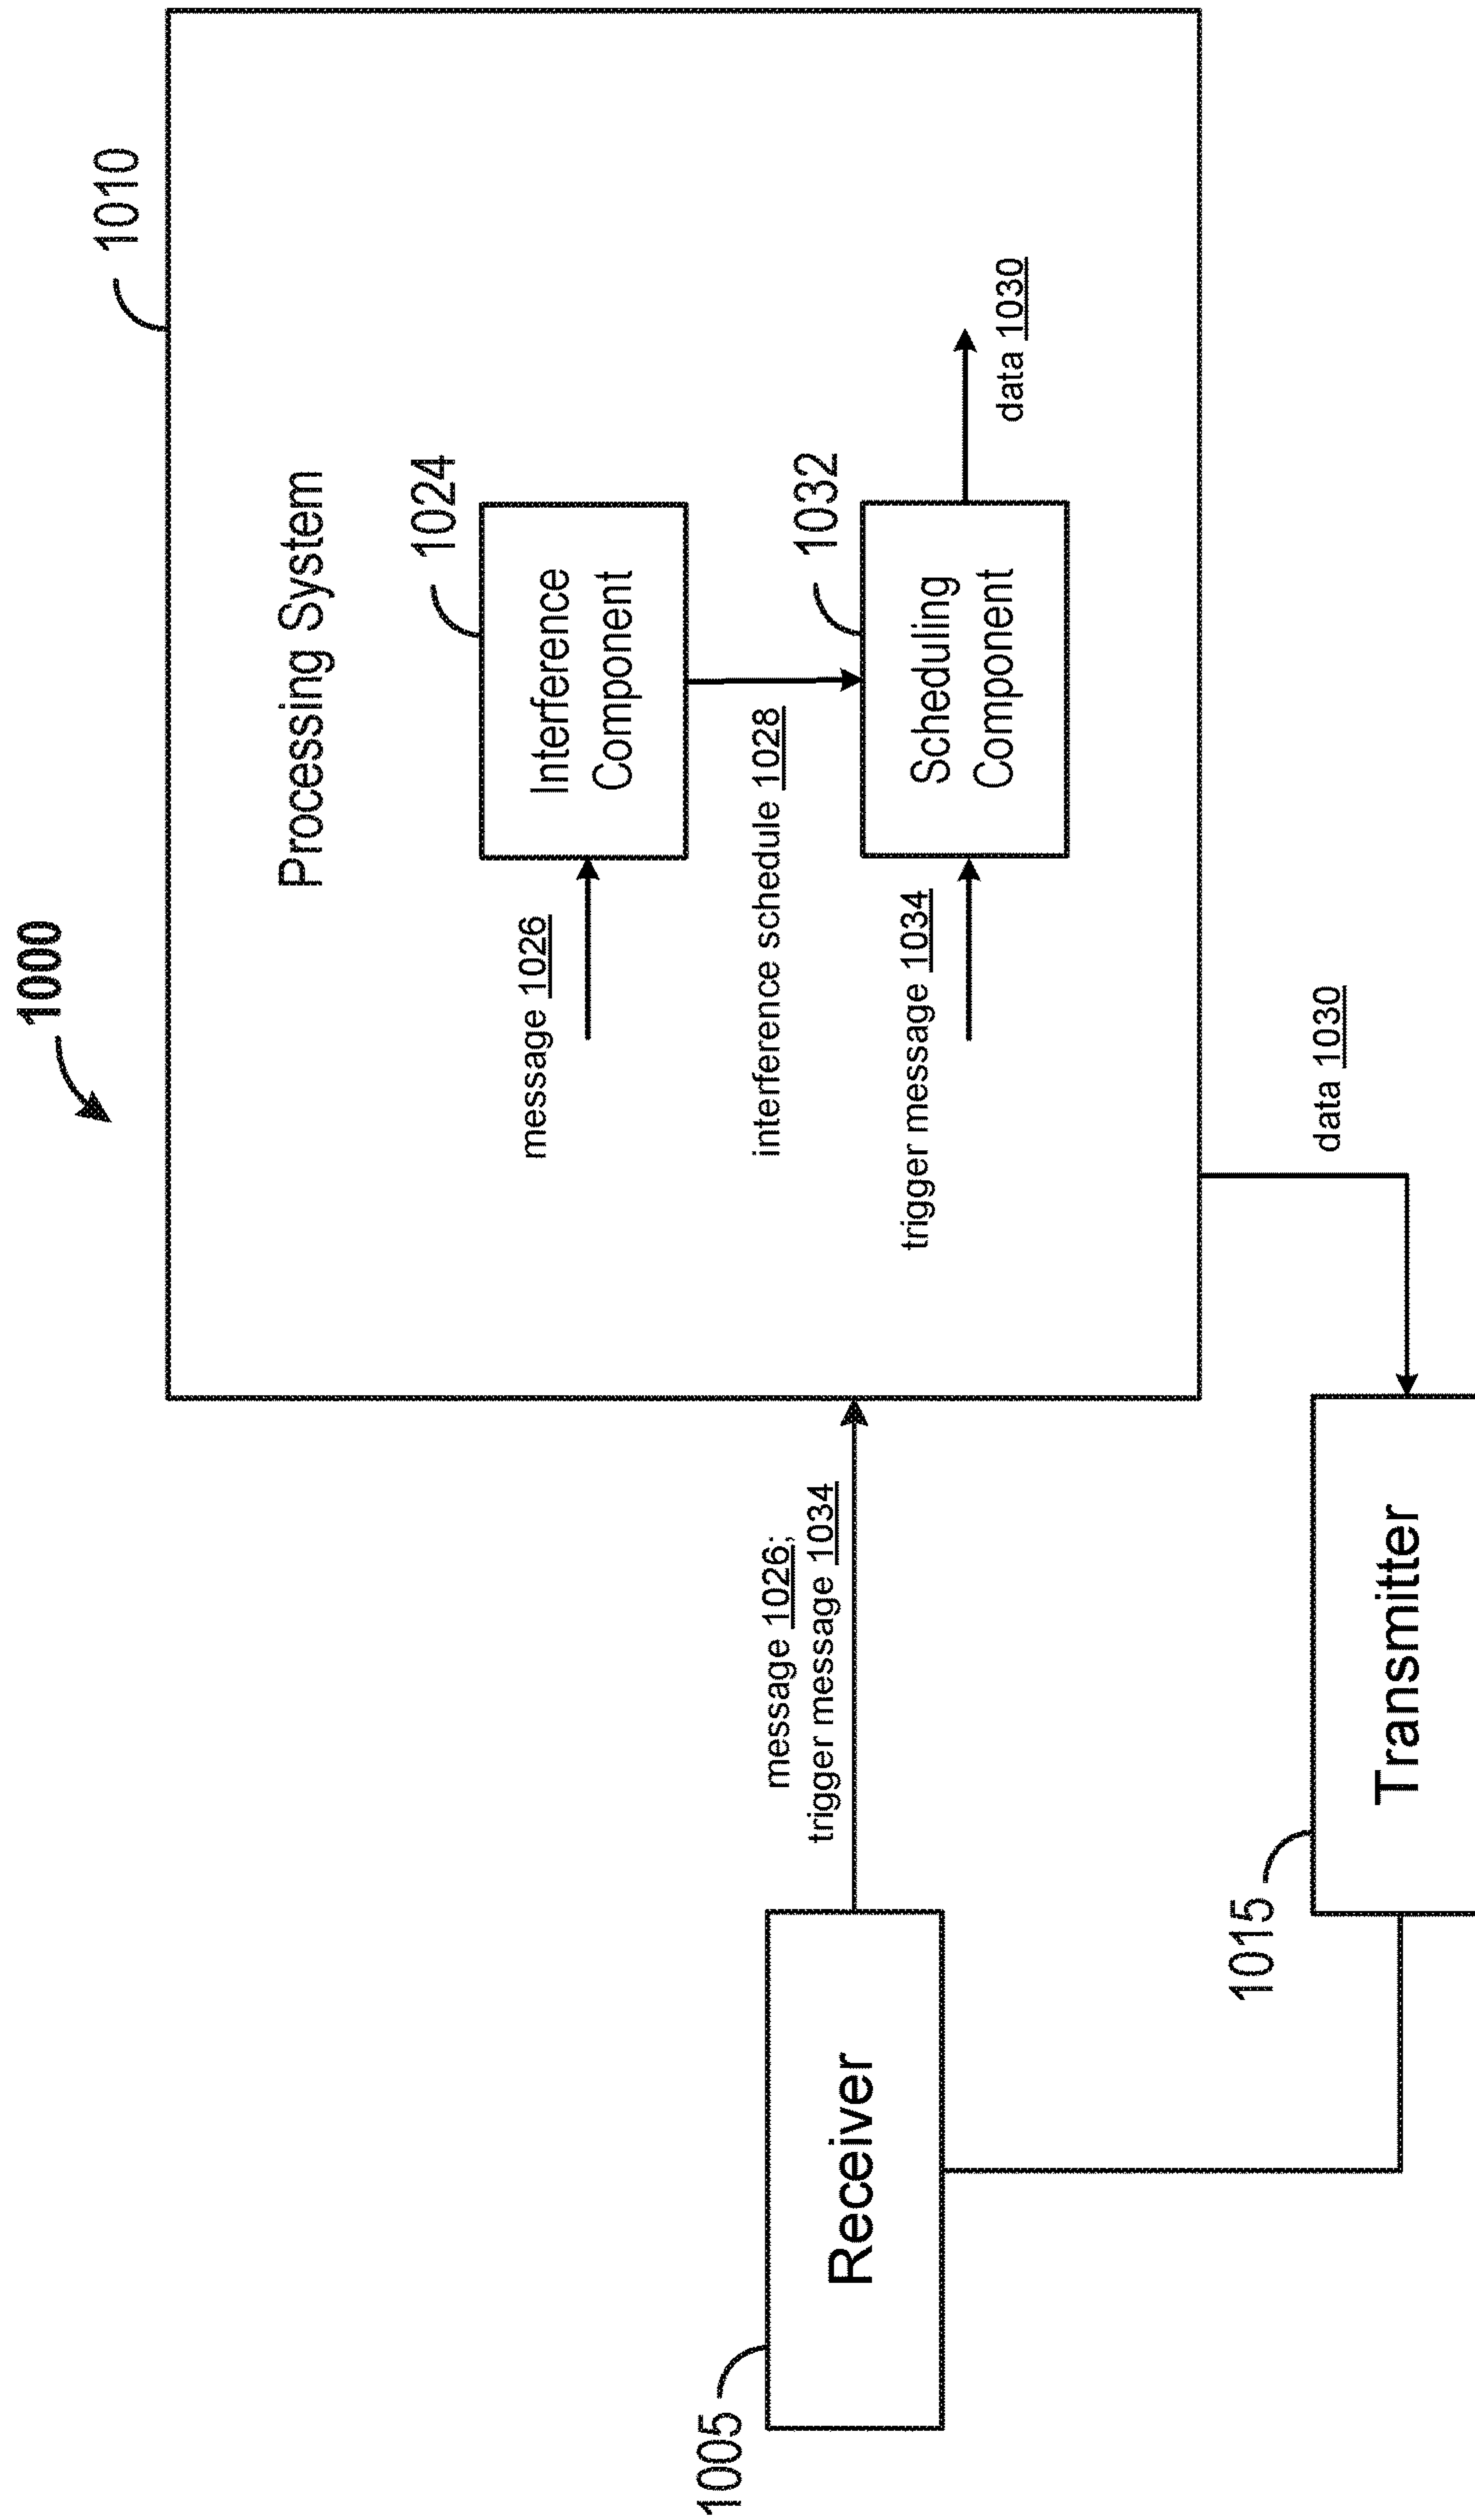 1000
1010
Processing System
1024
Interference
Component
message 1026
interference schedule 1028
1032
Scheduling
Component
trigger message 1034
data 1030
message 1026;
trigger message 1034
data 1030
1005
Receiver
1015
Transmitter